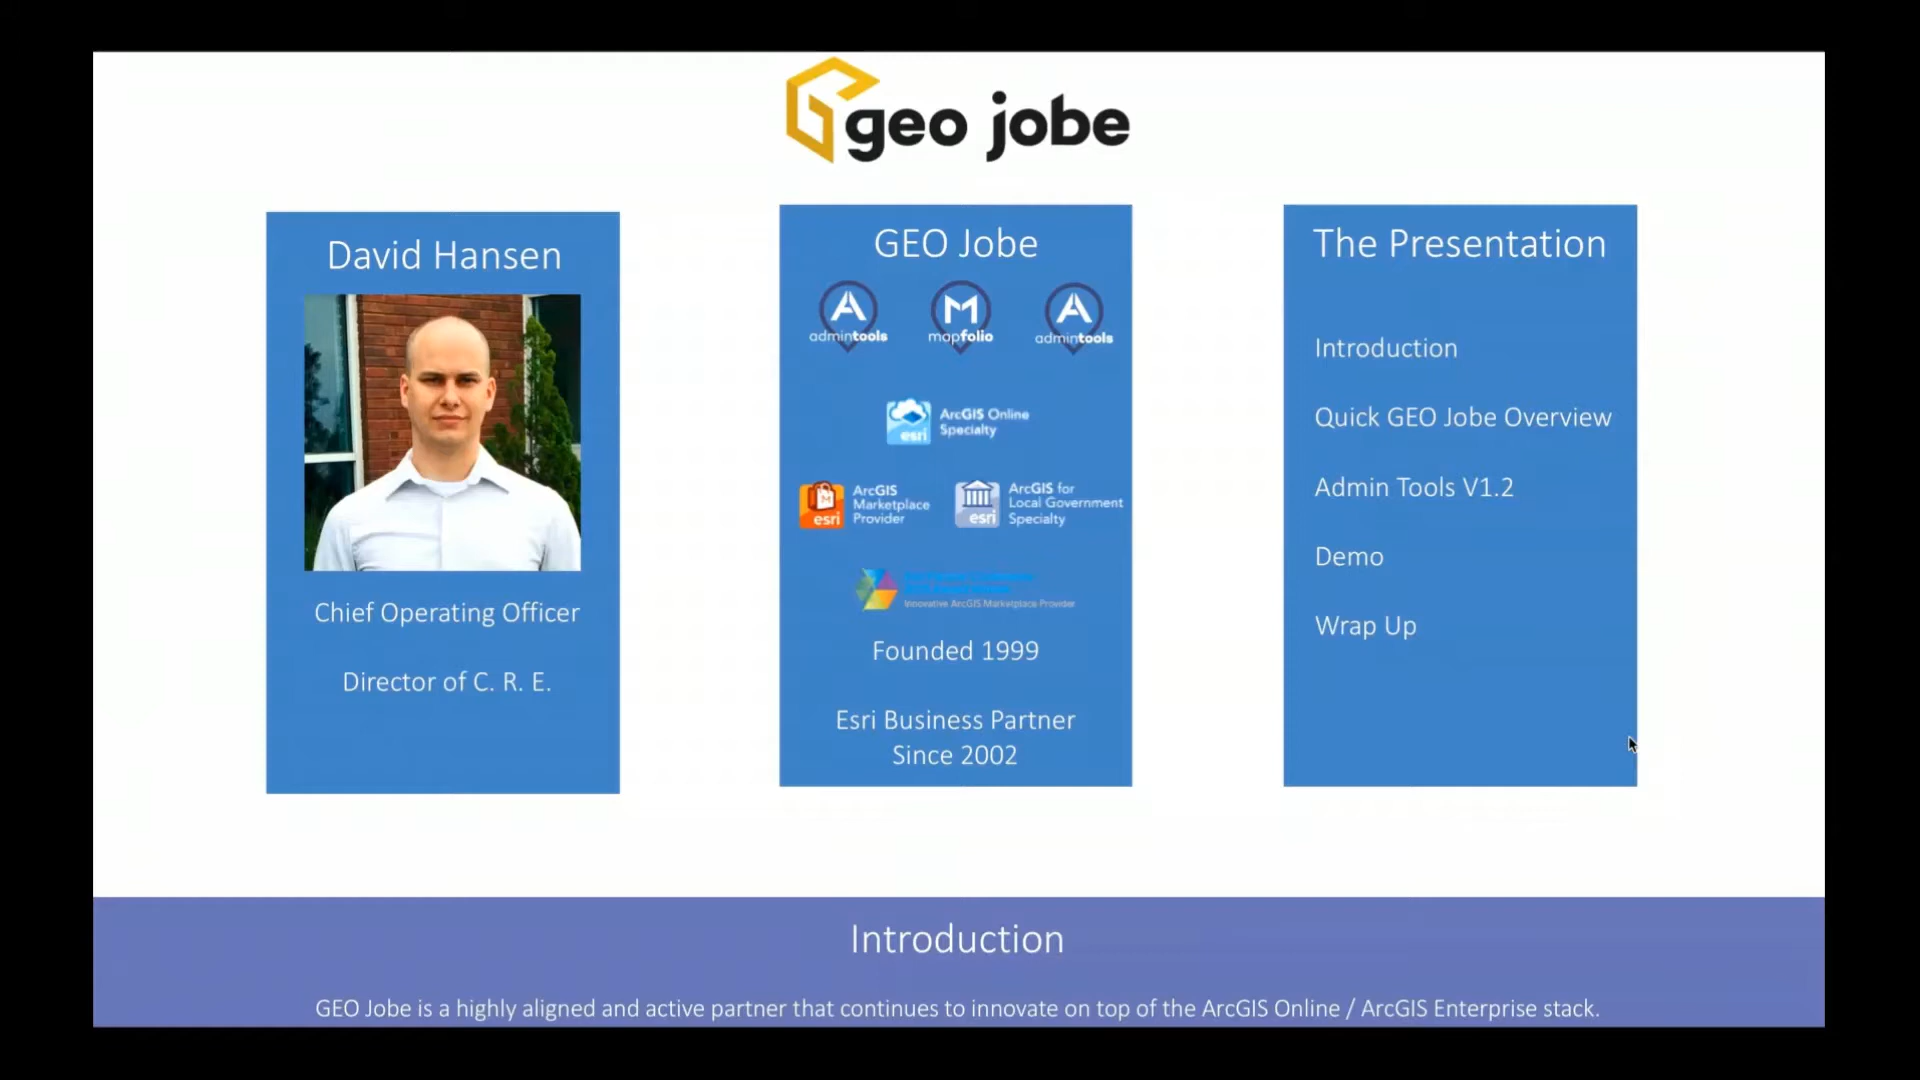 geo jobe
David Hansen
Chief Operating Officer
Director of C. R. E.
GEO Jobe
admintools
mapfolio
admintools
esri
ArcGIS Online
Specialty
esri
ArcGIS
Marketplace
Provider
esri
ArcGIS for
Local Government
Specialty
Innovative ArcGIS Marketplace Provider
Founded 1999
Esri Business Partner
Since 2002
The Presentation
Introduction
Quick GEO Jobe Overview
Admin Tools V1.2
Demo
Wrap Up
Introduction
GEO Jobe is a highly aligned and active partner that continues to innovate on top of the ArcGIS Online / ArcGIS Enterprise stack.